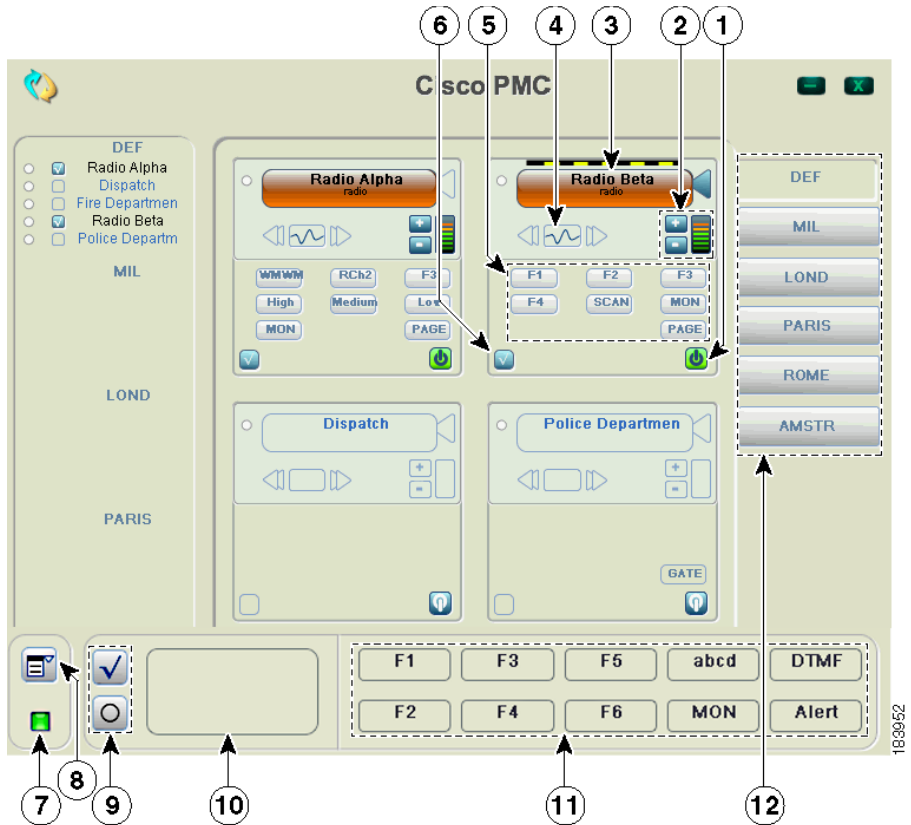 6 5 4 3 2 1
Cisco PMC
DEF
Radio Alpha
Dispatch
Fire Departmen
Radio Beta
Police Departm
MIL
LOND
PARIS
Radio Alpha
radio
+
-
WMWM RCh2 F3
High Medium Low
MON PAGE
Radio Beta
radio
+
-
F1 F2 F3
F4 SCAN MON
PAGE
Dispatch
+
-
Police Departmen
+
-
GATE
DEF
MIL
LOND
PARIS
ROME
AMSTR
F1 F3 F5 abcd DTMF
F2 F4 F6 MON Alert
183952
7 8 9 10 11 12